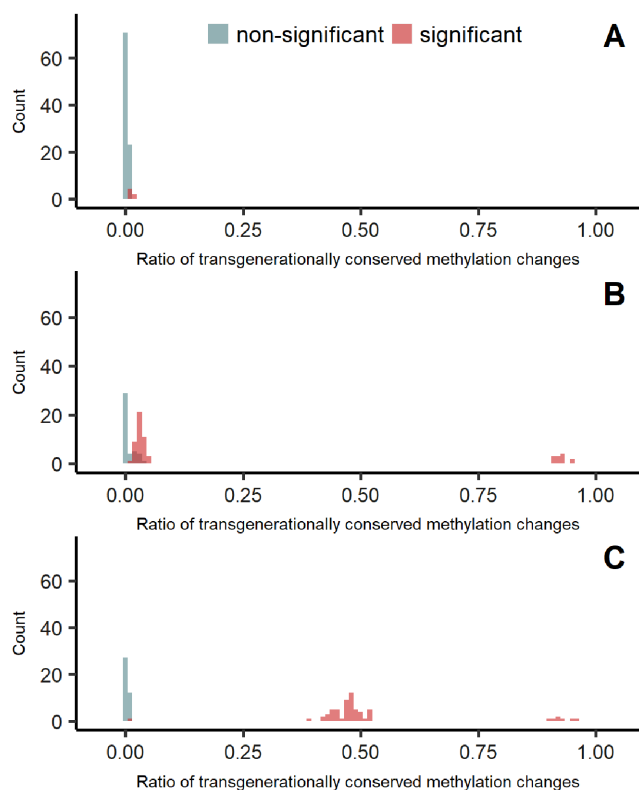 non-significant significant A
60
40
20
0
Count
0.00 0.25 0.50 0.75 1.00
Ratio of transgenerationally conserved methylation changes
B
60
40
20
0
Count
0.00 0.25 0.50 0.75 1.00
Ratio of transgenerationally conserved methylation changes
C
60
40
20
0
Count
0.00 0.25 0.50 0.75 1.00
Ratio of transgenerationally conserved methylation changes